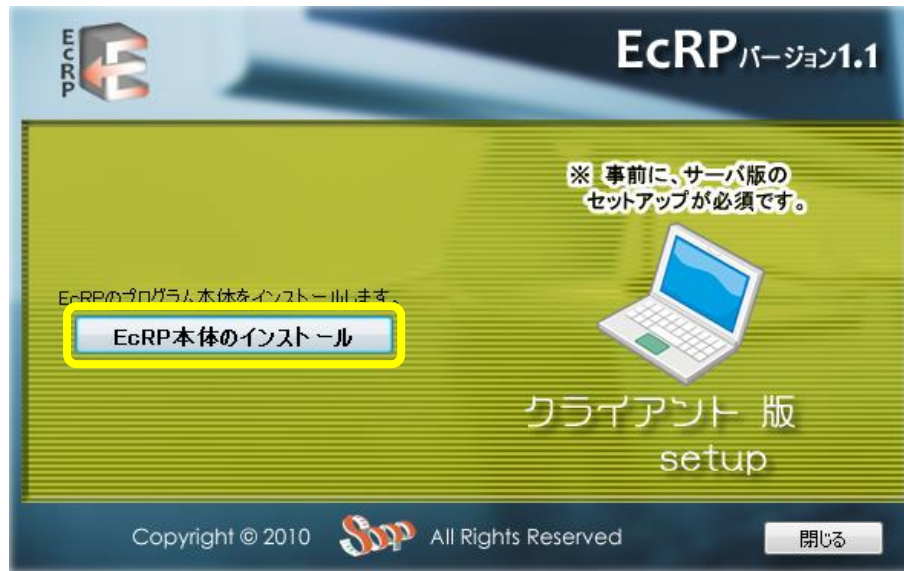 EcRP
EcRPバージョン1.1
※ 事前に、サーバ版の
セットアップが必須です。
EcRPのプログラム本体をインストールします。
EcRP本体のインストール
クライアント 版
setup
Copyright © 2010 Sopp All Rights Reserved
閉じる